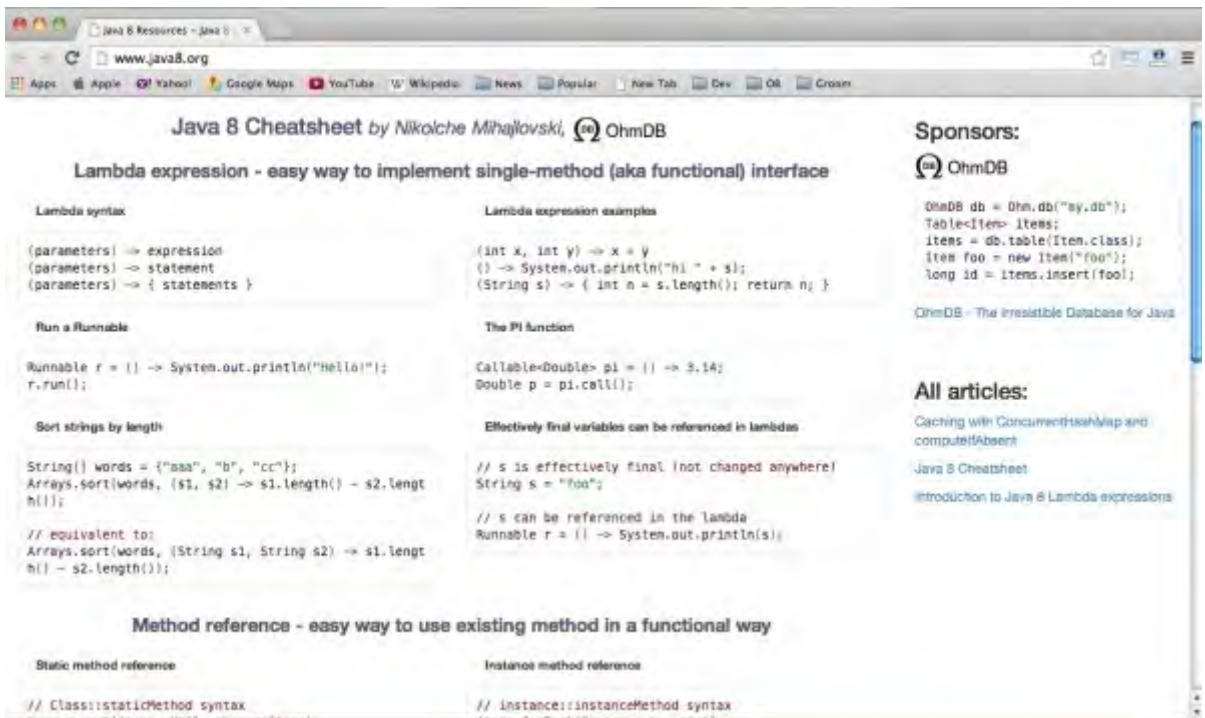 Java 8 Resources - Java 8
www.java8.org
Apps Apple Yahoo! Google Maps YouTube Wikipedia News Popular New Tab Dev
Java 8 Cheatsheet by Nikolche Mihajlovski, OhmDB
Lambda expression - easy way to implement single-method (aka functional) interface
Lambda syntax
(parameters) -> expression
(parameters) -> statement
(parameters) -> { statements }
Lambda expression examples
(int x, int y) -> x + y
() -> System.out.println("hi " + s);
(String s) -> { int n = s.length(); return n; }
Run a Runnable
Runnable r = () -> System.out.println("Hello!");
r.run();
The PI function
Callable<Double> pi = () -> 3.14;
Double p = pi.call();
Sort strings by length
String[] words = {"aaa", "b", "cc"};
Arrays.sort(words, (s1, s2) -> s1.length() - s2.lengt
h());
// equivalent to:
Arrays.sort(words, (String s1, String s2) -> s1.lengt
h() - s2.length());
Effectively final variables can be referenced in lambdas
// s is effectively final (not changed anywhere)
String s = "foo";
// s can be referenced in the lambda
Runnable r = () -> System.out.println(s);
Method reference - easy way to use existing method in a functional way
Static method reference
// Class::staticMethod syntax
Instance method reference
// instance::instanceMethod syntax
Sponsors:
OhmDB
OhmDB db = Ohm.db("my.db");
Table<Item> items;
items = db.table(Item.class);
Item foo = new Item("foo");
long id = items.insert(foo);
OhmDB - The Irresistible Database for Java
All articles:
Caching with ConcurrentHashMap and
computeIfAbsent
Java 8 Cheatsheet
Introduction to Java 8 Lambda expressions